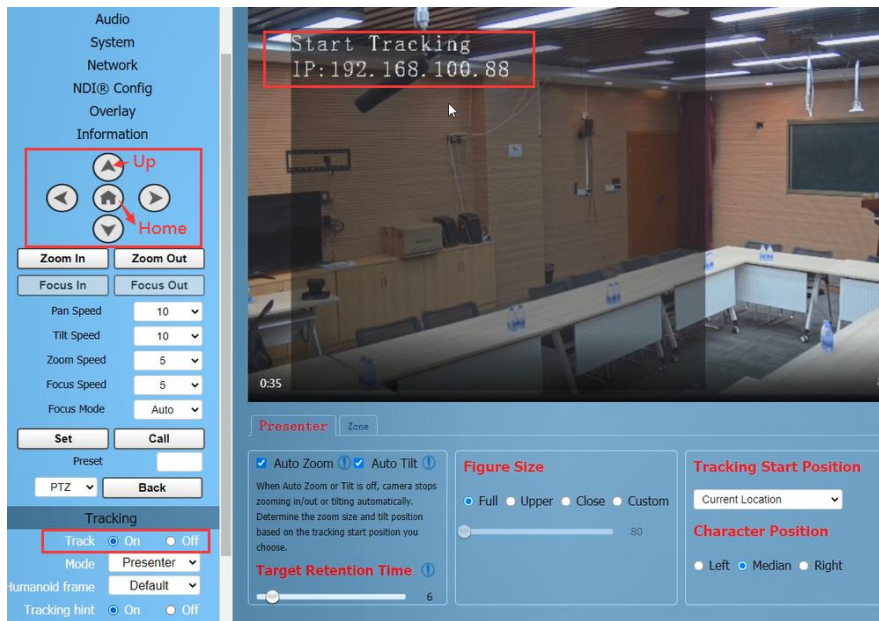 Audio
System
Network
NDI® Config
Overlay
Information
Up
Home
Zoom In Zoom Out
Focus In Focus Out
Pan Speed 10
Tilt Speed 10
Zoom Speed 5
Focus Speed 5
Focus Mode Auto
Set Call
Preset
PTZ Back
Tracking
Track On Off
Mode Presenter
Humanoid frame Default
Tracking hint On Off
Start Tracking
IP:192.168.100.88
0:35
Presenter Zone
Auto Zoom Auto Tilt
When Auto Zoom or Tilt is off, camera stops
zooming in/out or tilting automatically.
Determine the zoom size and tilt position
based on the tracking start position you
choose.
Target Retention Time
6
Figure Size
Full Upper Close Custom
80
Tracking Start Position
Current Location
Character Position
Left Median Right